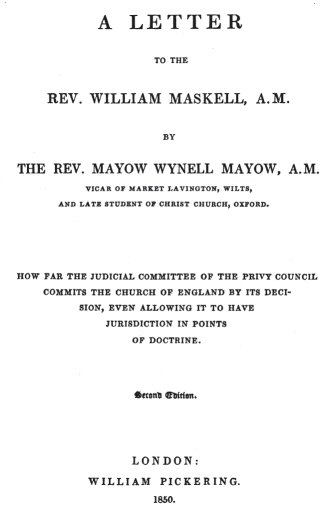 A LETTER
TO THE
REV. WILLIAM MASKELL, A.M.
BY
THE REV. MAYOW WYNELL MAYOW, A.M.
VICAR OF MARKET LAVINGTON, WILTS,
AND LATE STUDENT OF CHRIST CHURCH, OXFORD.
HOW FAR THE JUDICIAL COMMITTEE OF THE PRIVY COUNCIL
COMMITS THE CHURCH OF ENGLAND BY ITS DECI-
SION, EVEN ALLOWING IT TO HAVE
JURISDICTION IN POINTS
OF DOCTRINE.
Second Edition.
LONDON:
WILLIAM PICKERING.
1850.